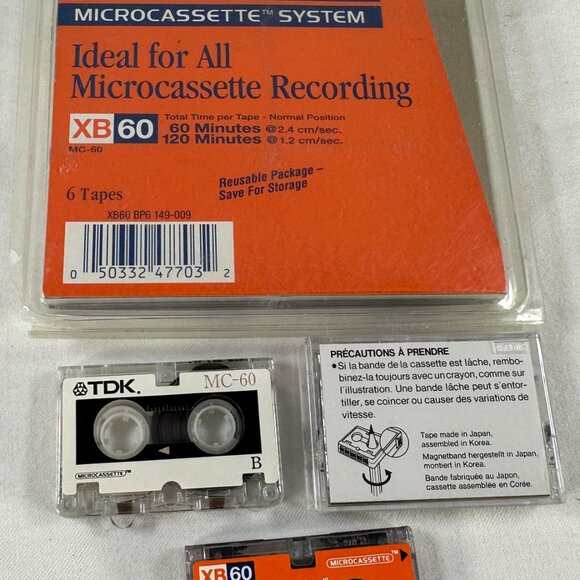 MICROCASSETTE™ SYSTEM
Ideal for All
Microcassette Recording
XB 60
MC-60
Total Time per Tape - Normal Position
60 Minutes @2.4 cm/sec.
120 Minutes @1.2 cm/sec.
6 Tapes
Reusable Package –
Save For Storage
XB60 BP6 149-009
0 50332 47703 2
TDK.
MC-60
B
MICROCASSETTE™
PRÉCAUTIONS À PRENDRE
•Si la bande de la cassette est lâche, rembo-
binez-la toujours avec un crayon, comme sur
l'illustration. Une bande lâche peut s'entor-
tiller, se coincer ou causer des variations de
vitesse.
Tape made in Japan,
assembled in Korea.
Magnetband hergestellt in Japan,
montiert in Korea.
Bande fabriquée au Japon,
cassette assemblée en Corée.
MICROCASSETTE™
XB 60